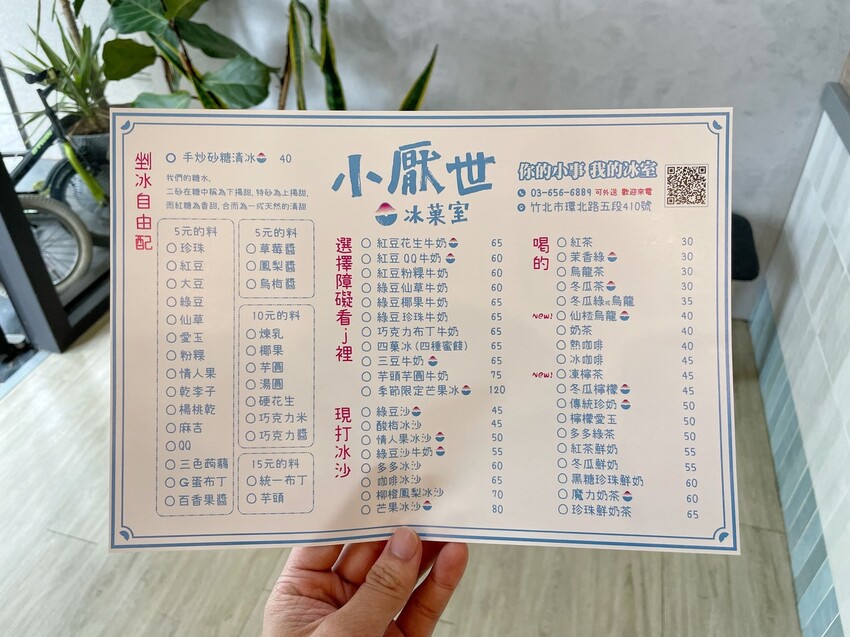 剉冰自由配
手炒砂糖清冰 40
我們的糖水,
二砂在糖中稱為下揚甜,特砂為上揚甜,
而紅糖為香甜,合而為一成天然的清甜
5元的料
珍珠
紅豆
大豆
綠豆
仙草
愛玉
粉粿
情人果
乾李子
楊桃乾
麻吉
QQ
三色蒟蒻
G蛋布丁
百香果醬
5元的料
草莓醬
鳳梨醬
烏梅醬
10元的料
煉乳
椰果
芋圓
湯圓
硬花生
巧克力米
巧克力醬
15元的料
統一布丁
芋頭
小厭世
冰菓室
你的小事 我的冰室
03-656-6889 可外送 歡迎來電
竹北市環北路五段410號
選擇障礙看j裡
紅豆花生牛奶 65
紅豆QQ牛奶 60
紅豆粉粿牛奶 60
綠豆仙草牛奶 60
綠豆椰果牛奶 65
綠豆珍珠牛奶 65
巧克力布丁牛奶 65
四菓冰(四種蜜餞) 65
三豆牛奶 65
芋頭芋圓牛奶 75
季節限定芒果冰 120
現打冰沙
綠豆沙 45
酸梅冰沙 45
情人果冰沙 50
綠豆沙牛奶 55
多多冰沙 60
咖啡冰沙 65
柳橙鳳梨冰沙 70
芒果冰沙 80
喝的
紅茶 30
茉香綠 30
烏龍茶 30
冬瓜茶 30
冬瓜綠or烏龍 35
new! 仙楂烏龍 40
奶茶 40
熱咖啡 40
冰咖啡 45
new! 凍檸茶 45
冬瓜檸檬 45
傳統珍奶 50
檸檬愛玉 50
多多綠茶 50
紅茶鮮奶 55
冬瓜鮮奶 55
黑糖珍珠鮮奶 60
魔力奶茶 60
珍珠鮮奶茶 65